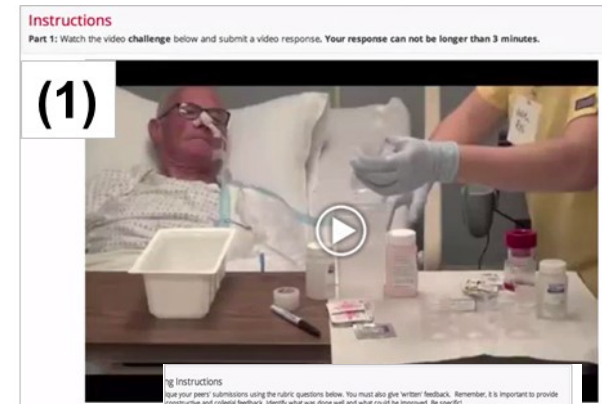 Instructions
Part 1: Watch the video challenge below and submit a video response. Your response can not be longer than 3 minutes.
(1)
ng Instructions
que your peers' submissions using the rubric questions below. You must also give 'written' feedback. Remember, it is important to provide
constructive and collegial feedback. Identify what was done well and what could be improved. Be specific!